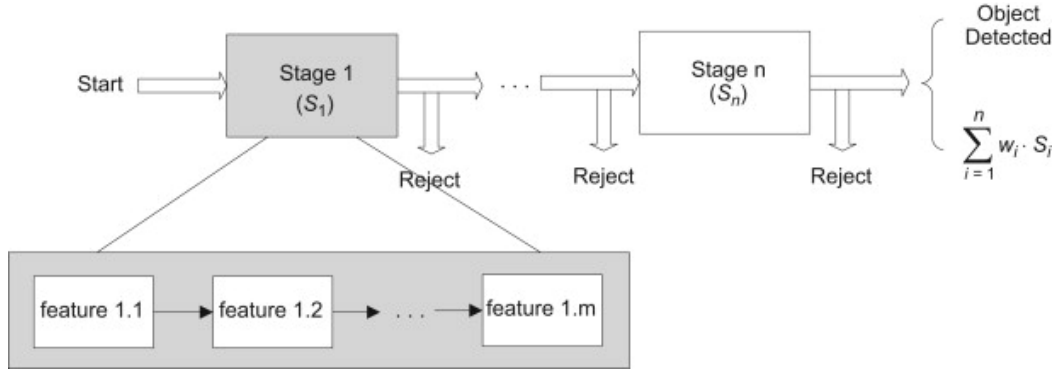 Start
Stage 1
(S₁)
. . .
Stage n
(Sₙ)
Object
Detected
n
∑ wᵢ · Sᵢ
i = 1
Reject
Reject
Reject
feature 1.1
feature 1.2
. . .
feature 1.m